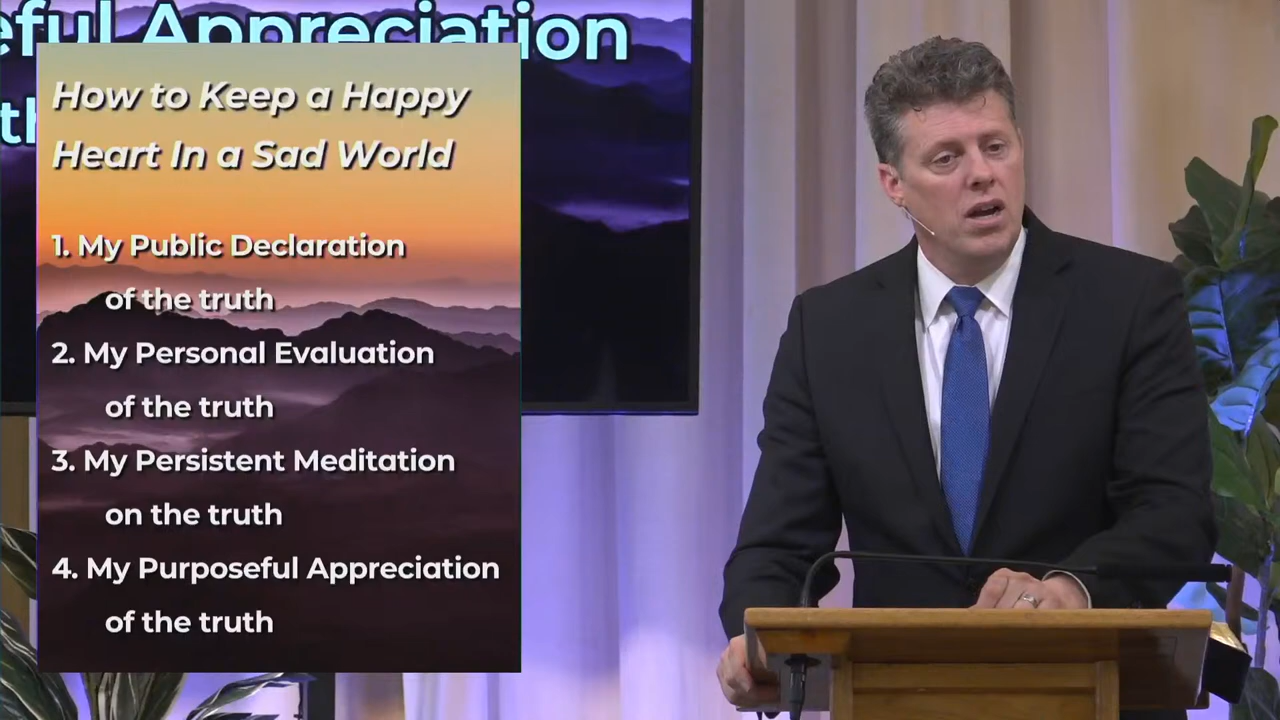 Appreciation
How to Keep a Happy
Heart In a Sad World
1. My Public Declaration
of the truth
2. My Personal Evaluation
of the truth
3. My Persistent Meditation
on the truth
4. My Purposeful Appreciation
of the truth